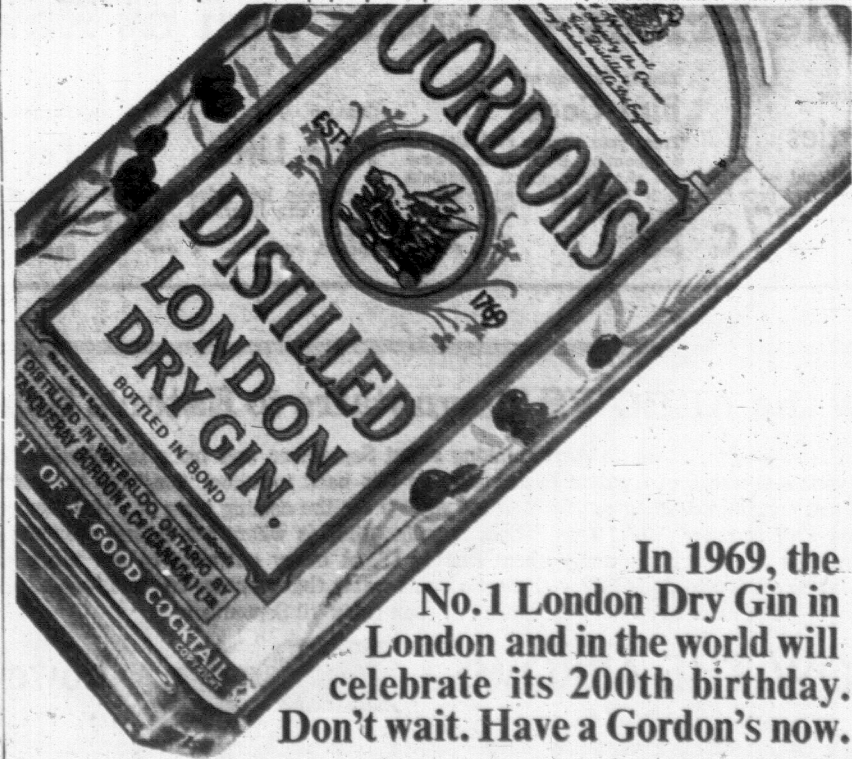 GORDON'S
ESTD
1769
DISTILLED
LONDON
DRY GIN.
BOTTLED IN BOND
DISTILLED IN WATERLOO, ONTARIO BY
TANQUERAY GORDON & CO (CANADA) LTD
OF A GOOD COCKTAIL
In 1969, the
No.1 London Dry Gin in
London and in the world will
celebrate its 200th birthday.
Don't wait. Have a Gordon's now.